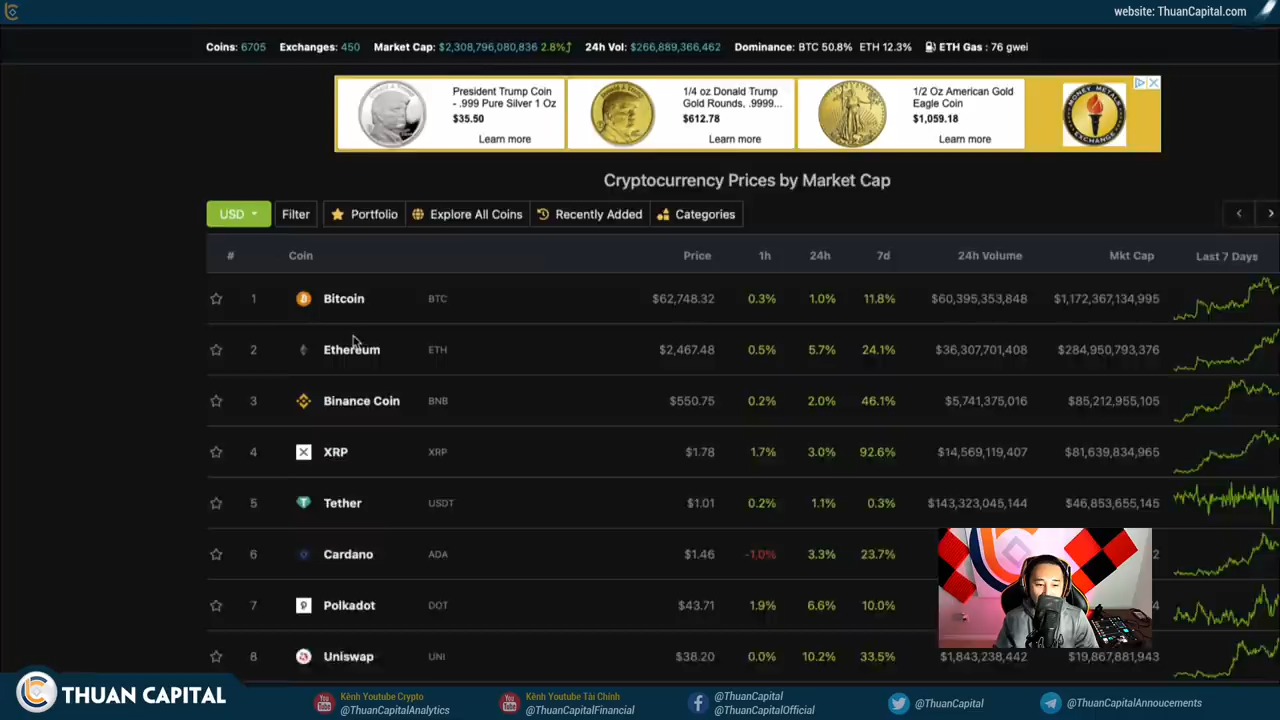 website: ThuanCapital.com
Coins: 6705 Exchanges: 450 Market Cap: $2,308,796,080,836 2.8% 24h Vol: $266,889,366,462 Dominance: BTC 50.8% ETH 12.3% ETH Gas: 76 gwei
President Trump Coin
- .999 Pure Silver 1 Oz
$35.50
Learn more
1/4 oz Donald Trump
Gold Rounds, .9999...
$612.78
Learn more
1/2 Oz American Gold
Eagle Coin
$1,059.18
Learn more
MONEY METALS
EXCHANGE
Cryptocurrency Prices by Market Cap
USD Filter Portfolio Explore All Coins Recently Added Categories
# Coin Price 1h 24h 7d 24h Volume Mkt Cap Last 7 Days
1 Bitcoin BTC $62,748.32 0.3% 1.0% 11.8% $60,395,353,848 $1,172,367,134,995
2 Ethereum ETH $2,467.48 0.5% 5.7% 24.1% $36,307,701,408 $284,950,793,376
3 Binance Coin BNB $550.75 0.2% 2.0% 46.1% $5,741,375,016 $85,212,955,105
4 XRP XRP $1.78 1.7% 3.0% 92.6% $14,569,119,407 $81,639,834,965
5 Tether USDT $1.01 0.2% 1.1% 0.3% $143,323,045,144 $46,853,655,145
6 Cardano ADA $1.46 -1.0% 3.3% 23.7% 2
7 Polkadot DOT $43.71 1.9% 6.6% 10.0% 4
8 Uniswap UNI $38.20 0.0% 10.2% 33.5% $1,843,238,442 $19,867,881,943
THUAN CAPITAL
Kênh Youtube Crypto
@ThuanCapitalAnalytics
Kênh Youtube Tài Chính
@ThuanCapitalFinancial
@ThuanCapital
@ThuanCapitalOfficial
@ThuanCapital
@ThuanCapitalAnnoucements